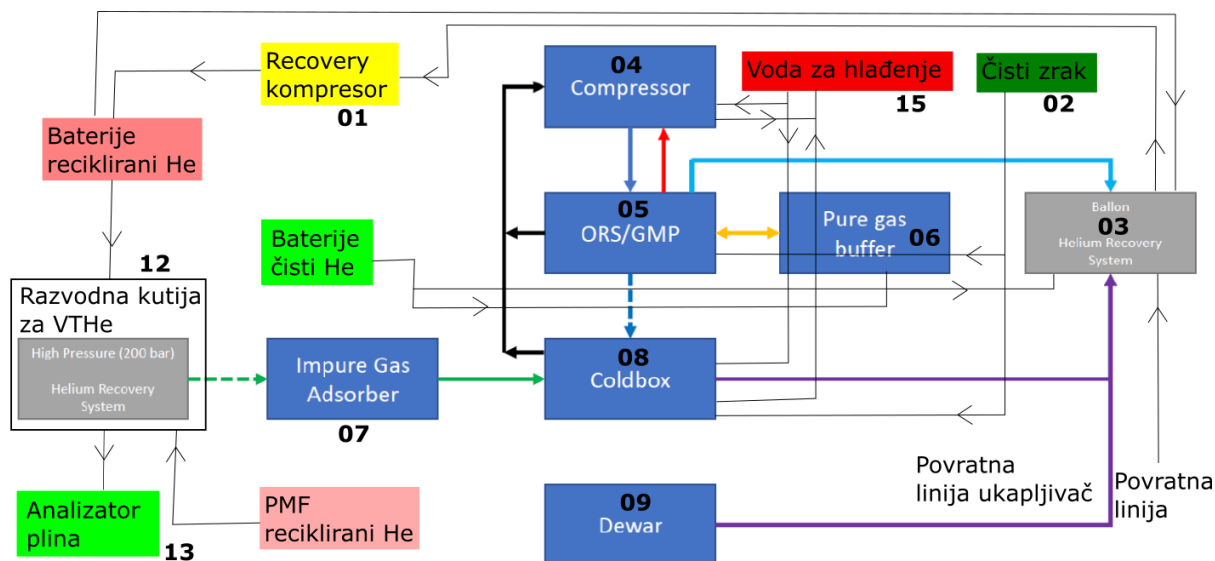 Recovery
kompresor
01
04
Compressor
Voda za hlađenje
15
Čisti zrak
02
Baterije
reciklirani He
05
ORS/GMP
Pure gas
buffer
06
Ballon
03
Helium Recovery
System
Baterije
čisti He
12
Razvodna kutija
za VTHe
High Pressure (200 bar)
Helium Recovery
System
Impure Gas
Adsorber
07
08
Coldbox
Povratna
linija ukapljivač
Povratna
linija
Analizator
plina
13
PMF
reciklirani He
09
Dewar